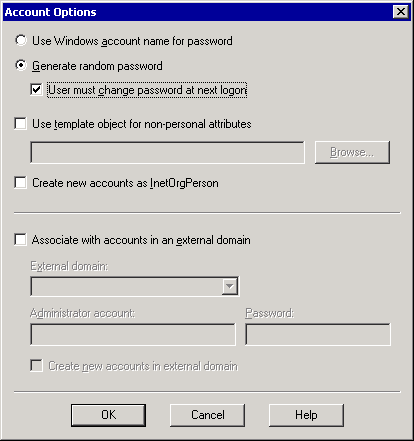 Account Options
Use Windows account name for password
Generate random password
User must change password at next logon
Use template object for non-personal attributes
Browse...
Create new accounts as InetOrgPerson
Associate with accounts in an external domain
External domain:
Administrator account: Password:
Create new accounts in external domain
OK Cancel Help